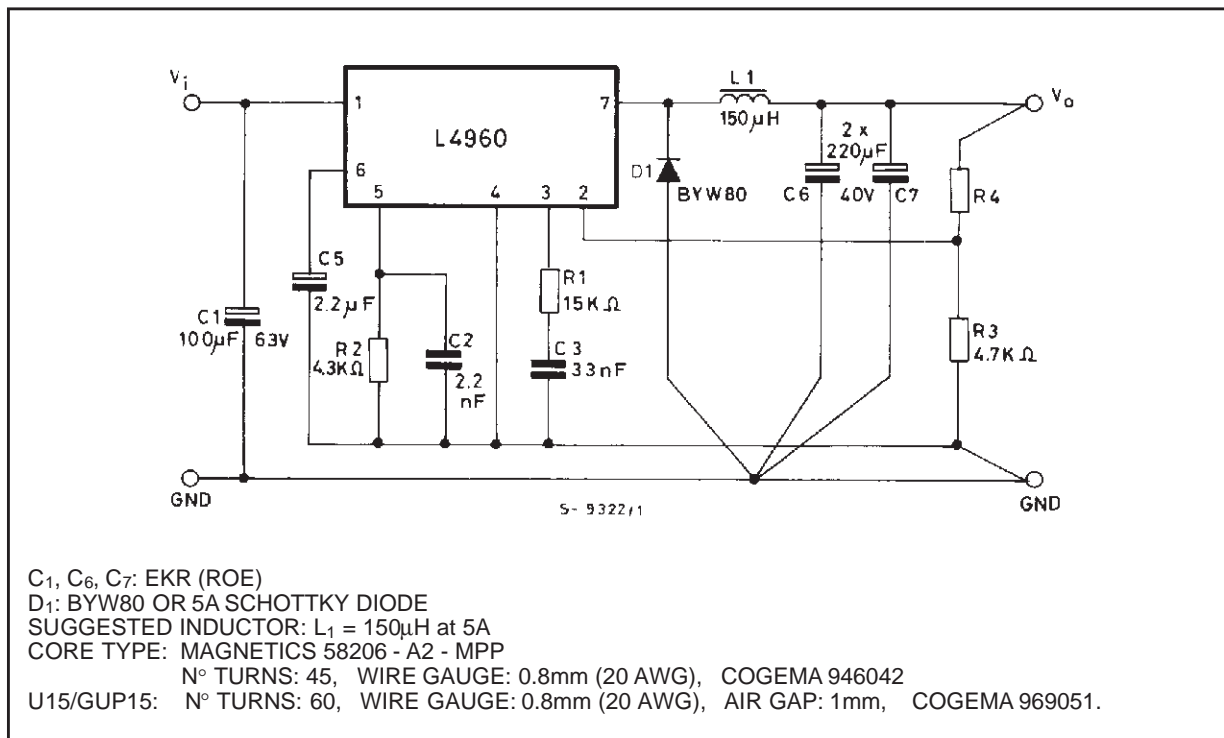 Vi
1
L4960
7
L1
150µH
Vo
6
5
4
3
2
2 x
220µF
D1
BYW80
C6
40V
C7
R4
C5
2.2µF
R1
15KΩ
C1
100µF
63V
R2
4.3KΩ
C2
2.2
nF
C3
33nF
R3
4.7KΩ
GND
GND
S- 9322/1
C1, C6, C7: EKR (ROE)
D1: BYW80 OR 5A SCHOTTKY DIODE
SUGGESTED INDUCTOR: L1 = 150µH at 5A
CORE TYPE: MAGNETICS 58206 - A2 - MPP
N° TURNS: 45, WIRE GAUGE: 0.8mm (20 AWG), COGEMA 946042
U15/GUP15: N° TURNS: 60, WIRE GAUGE: 0.8mm (20 AWG), AIR GAP: 1mm, COGEMA 969051.